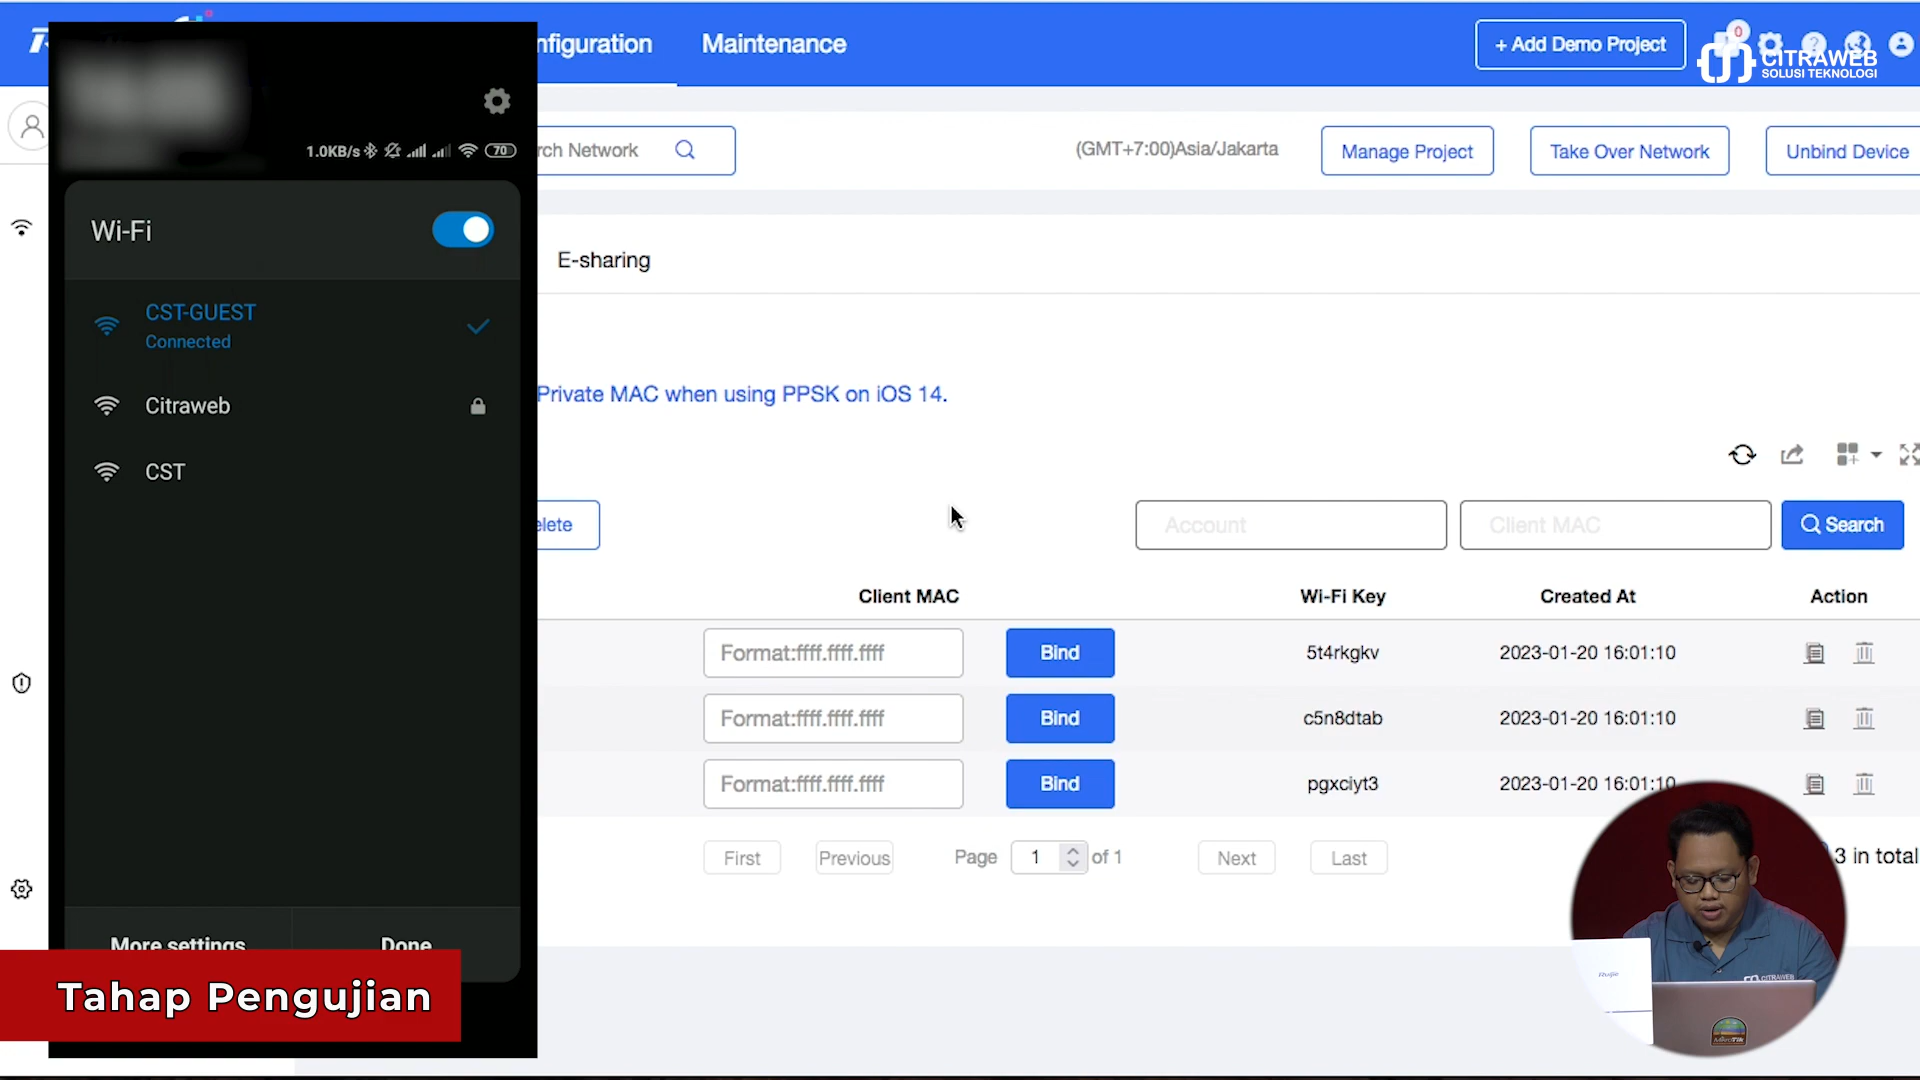 nfiguration
Maintenance
+ Add Demo Project
0
CITRAWEB
SOLUSI TEKNOLOGI
1.0KB/s
70
rch Network
(GMT+7:00)Asia/Jakarta
Manage Project
Take Over Network
Unbind Device
Wi-Fi
E-sharing
CST-GUEST
Connected
Private MAC when using PPSK on iOS 14.
Citraweb
CST
elete
Account
Client MAC
Search
Client MAC
Wi-Fi Key
Created At
Action
Format:ffff.ffff.ffff
Bind
5t4rkgkv
2023-01-20 16:01:10
Format:ffff.ffff.ffff
Bind
c5n8dtab
2023-01-20 16:01:10
Format:ffff.ffff.ffff
Bind
pgxciyt3
2023-01-20 16:01:10
First
Previous
Page
1
of 1
Next
Last
3 in total
More settings
Done
Tahap Pengujian
Ruijie
CITRAWEB
MikroTik